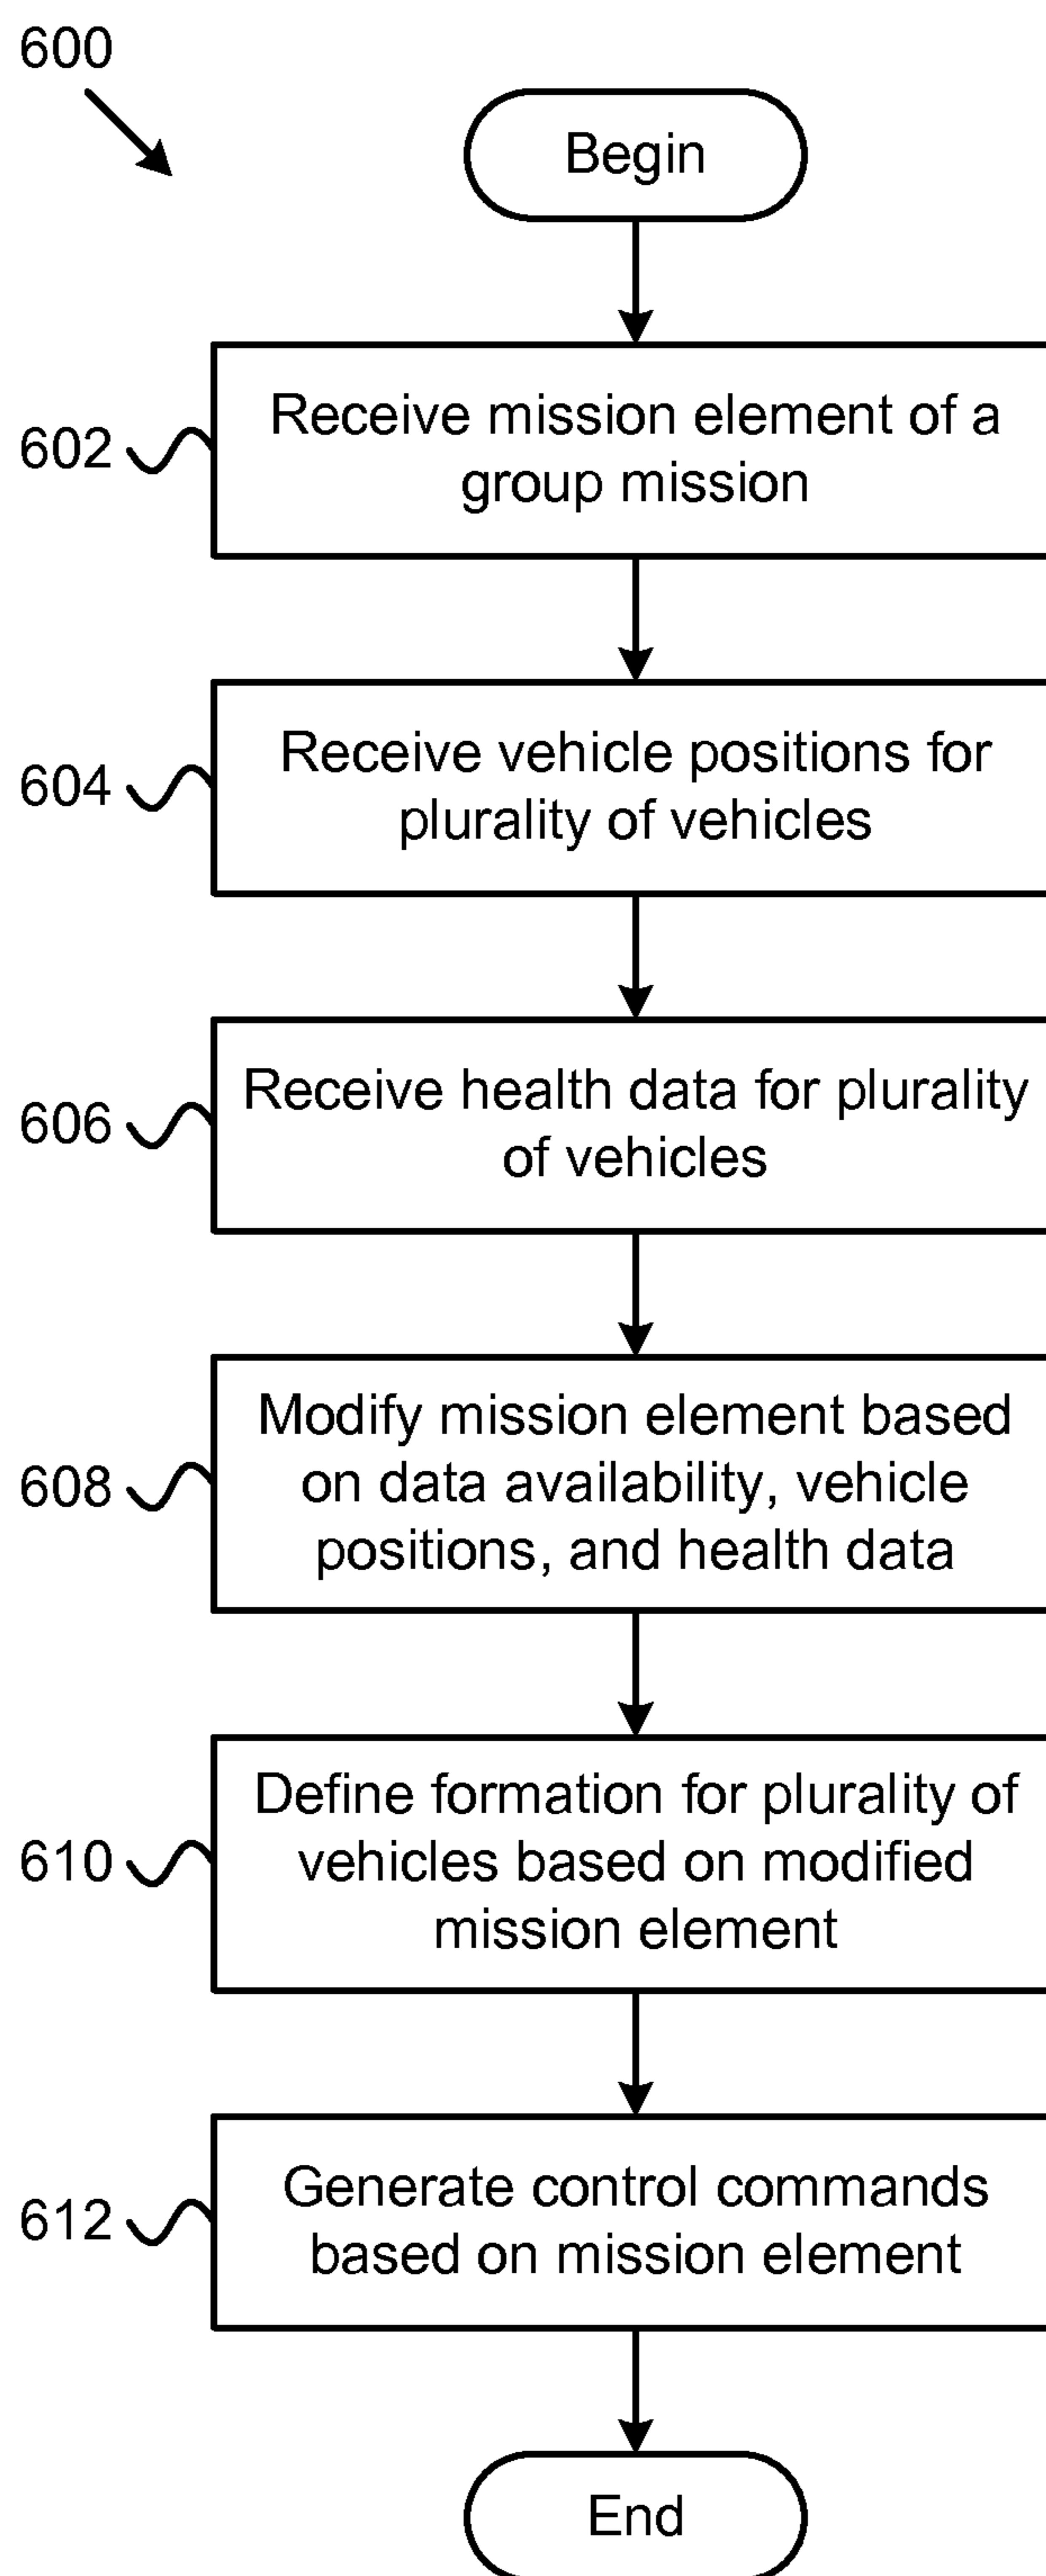 600
Begin
602
Receive mission element of a
group mission
604
Receive vehicle positions for
plurality of vehicles
606
Receive health data for plurality
of vehicles
608
Modify mission element based
on data availability, vehicle
positions, and health data
610
Define formation for plurality of
vehicles based on modified
mission element
612
Generate control commands
based on mission element
End